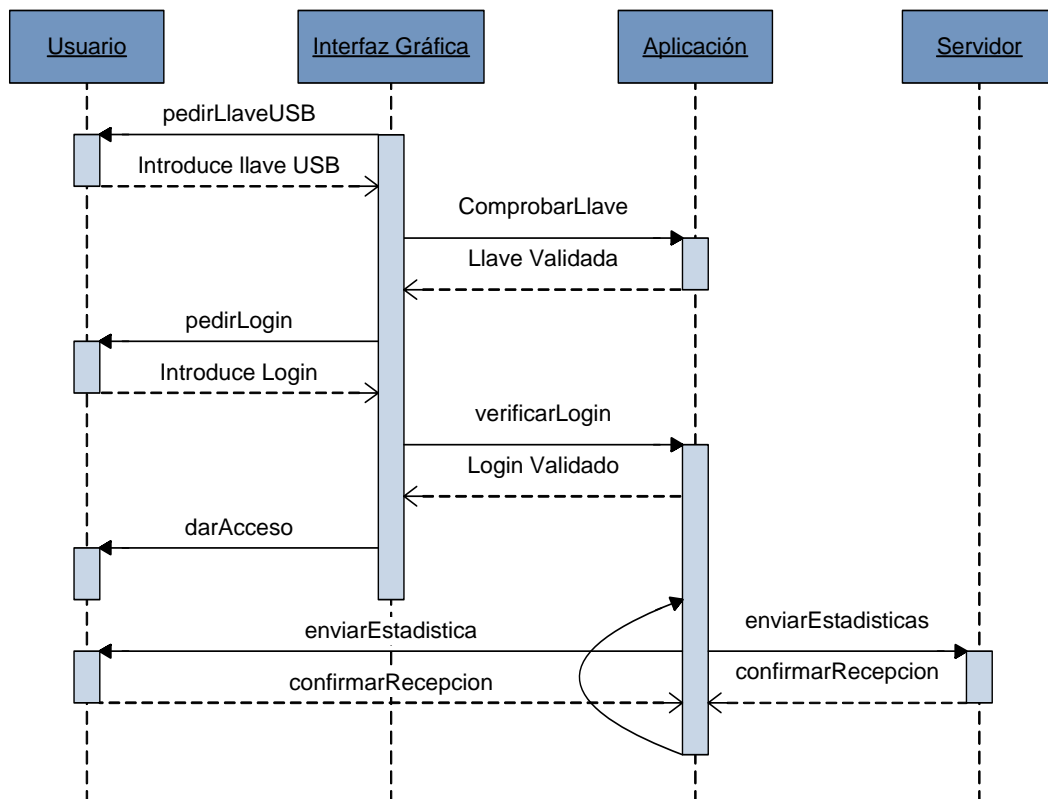 Usuario
Interfaz Gráfica
Aplicación
Servidor
pedirLlaveUSB
Introduce llave USB
ComprobarLlave
Llave Validada
pedirLogin
Introduce Login
verificarLogin
Login Validado
darAcceso
enviarEstadistica
enviarEstadisticas
confirmarRecepcion
confirmarRecepcion